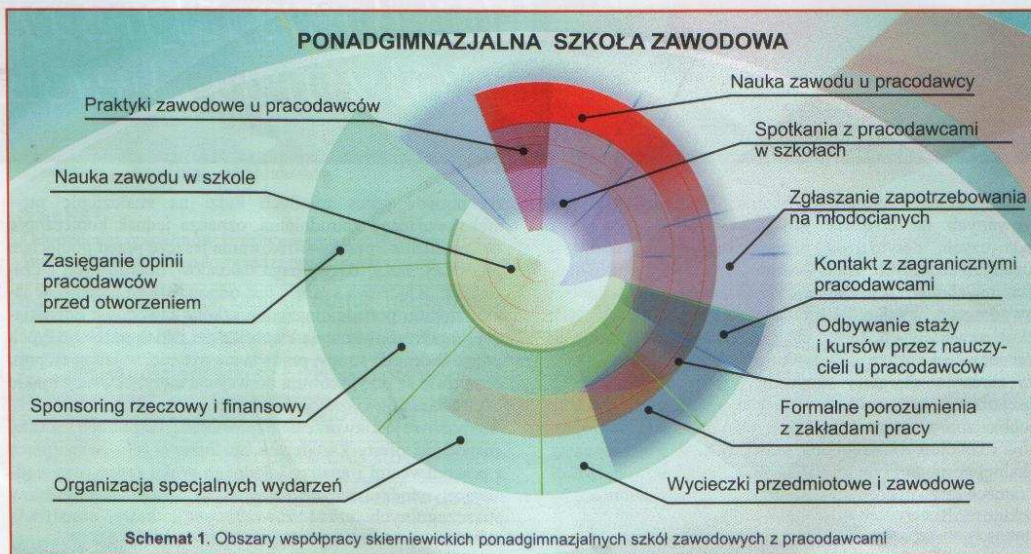 PONADGIMNAZJALNA SZKOŁA ZAWODOWA
Praktyki zawodowe u pracodawców
Nauka zawodu w szkole
Zasięganie opinii
pracodawców
przed otworzeniem
Sponsoring rzeczowy i finansowy
Organizacja specjalnych wydarzeń
Nauka zawodu u pracodawcy
Spotkania z pracodawcami
w szkołach
Zgłaszanie zapotrzebowania
na młodocianych
Kontakt z zagranicznymi
pracodawcami
Odbywanie staży
i kursów przez nauczy-
cieli u pracodawców
Formalne porozumienia
z zakładami pracy
Wycieczki przedmiotowe i zawodowe
Schemat 1. Obszary współpracy skierniewickich ponadgimnazjalnych szkół zawodowych z pracodawcami